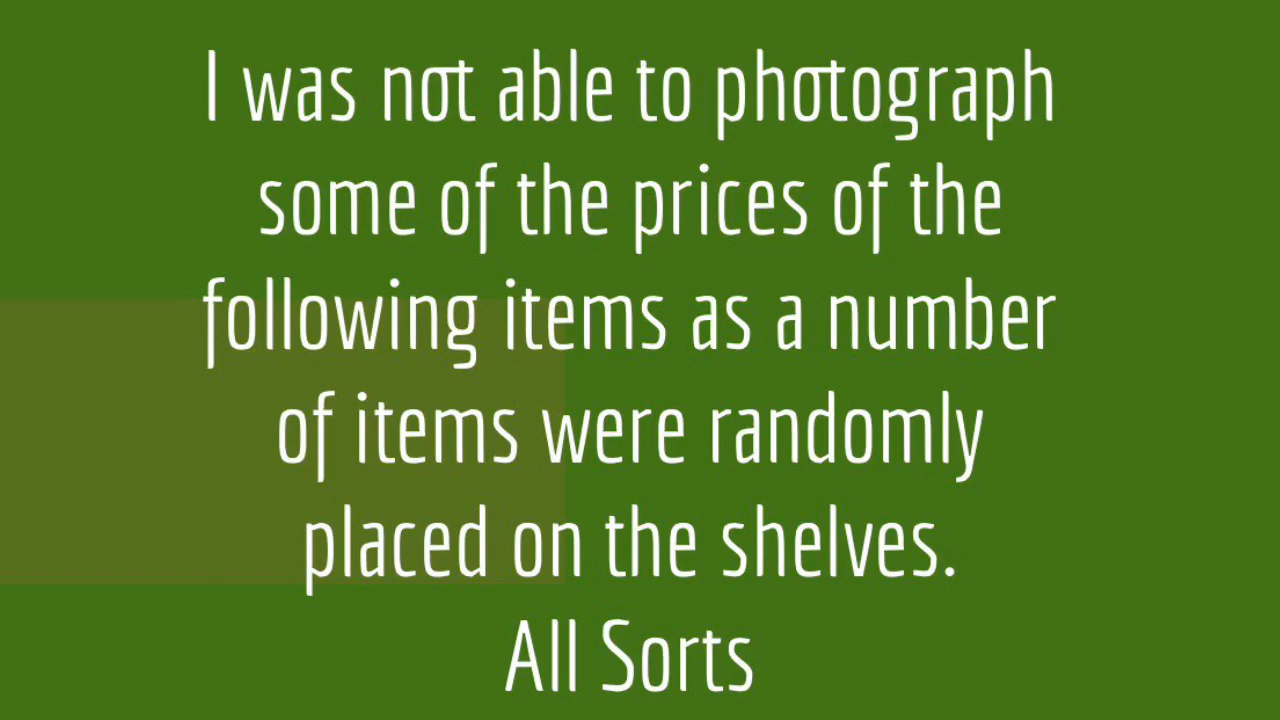 I was not able to photograph
some of the prices of the
following items as a number
of items were randomly
placed on the shelves.
All Sorts